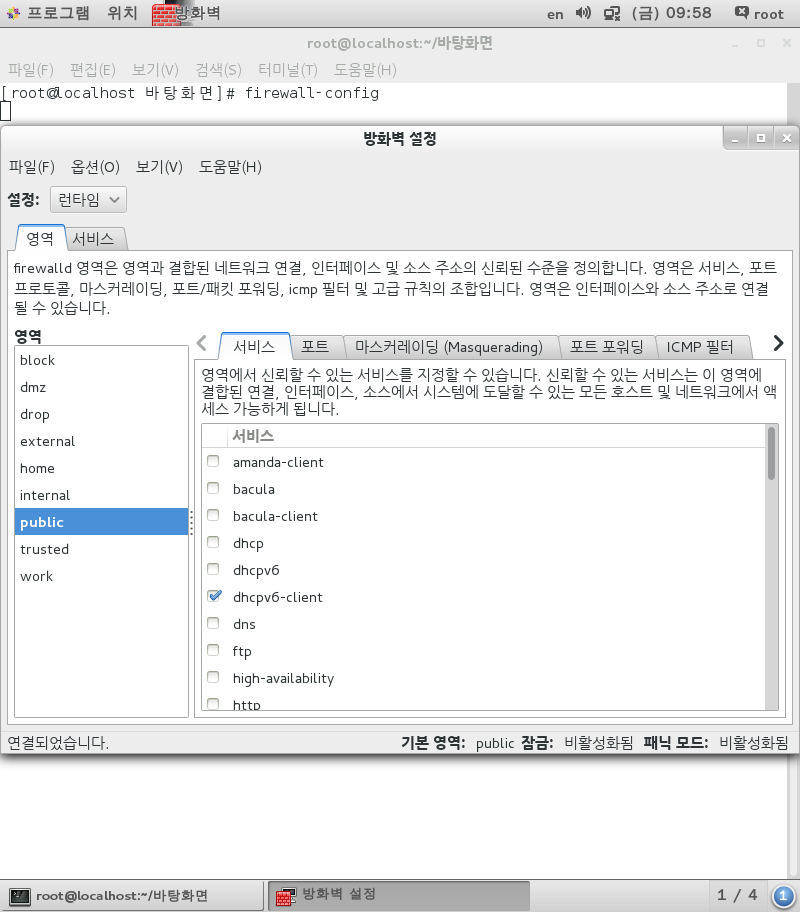 프로그램 위치 방화벽 en (금) 09:58 root
root@localhost:~/바탕화면
파일(F) 편집(E) 보기(V) 검색(S) 터미널(T) 도움말(H)
[root@localhost 바탕화면]# firewall-config
방화벽 설정
파일(F) 옵션(O) 보기(V) 도움말(H)
설정: 런타임
영역 서비스
firewalld 영역은 영역과 결합된 네트워크 연결, 인터페이스 및 소스 주소의 신뢰된 수준을 정의합니다. 영역은 서비스, 포트
프로토콜, 마스커레이딩, 포트/패킷 포워딩, icmp 필터 및 고급 규칙의 조합입니다. 영역은 인터페이스와 소스 주소로 연결
될 수 있습니다.
영역
block
dmz
drop
external
home
internal
public
trusted
work
서비스 포트 마스커레이딩 (Masquerading) 포트 포워딩 ICMP 필터
영역에서 신뢰할 수 있는 서비스를 지정할 수 있습니다. 신뢰할 수 있는 서비스는 이 영역에
결합된 연결, 인터페이스, 소스에서 시스템에 도달할 수 있는 모든 호스트 및 네트워크에서 액
세스 가능하게 됩니다.
서비스
amanda-client
bacula
bacula-client
dhcp
dhcpv6
dhcpv6-client
dns
ftp
high-availability
http
연결되었습니다. 기본 영역: public 잠금: 비활성화됨 패닉 모드: 비활성화됨
root@localhost:~/바탕화면 방화벽 설정 1 / 4 1